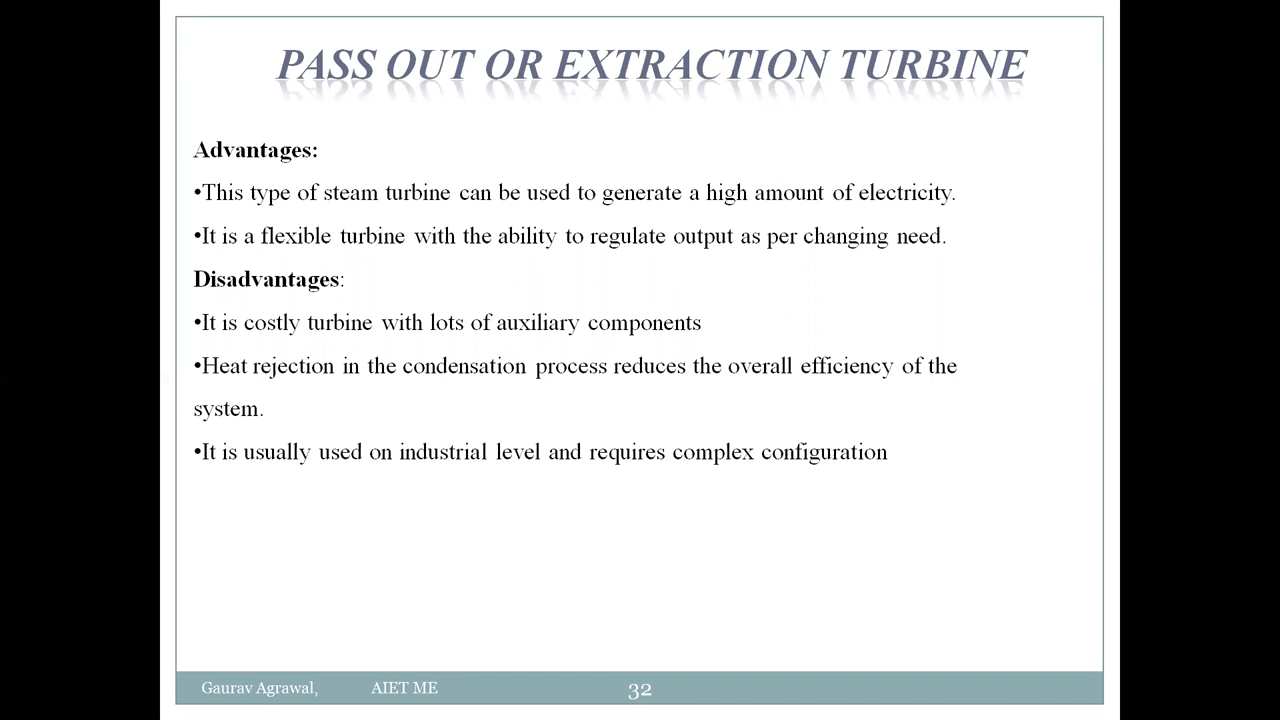 PASS OUT OR EXTRACTION TURBINE
Advantages:
•This type of steam turbine can be used to generate a high amount of electricity.
•It is a flexible turbine with the ability to regulate output as per changing need.
Disadvantages:
•It is costly turbine with lots of auxiliary components
•Heat rejection in the condensation process reduces the overall efficiency of the
system.
•It is usually used on industrial level and requires complex configuration
Gaurav Agrawal, AIET ME 32